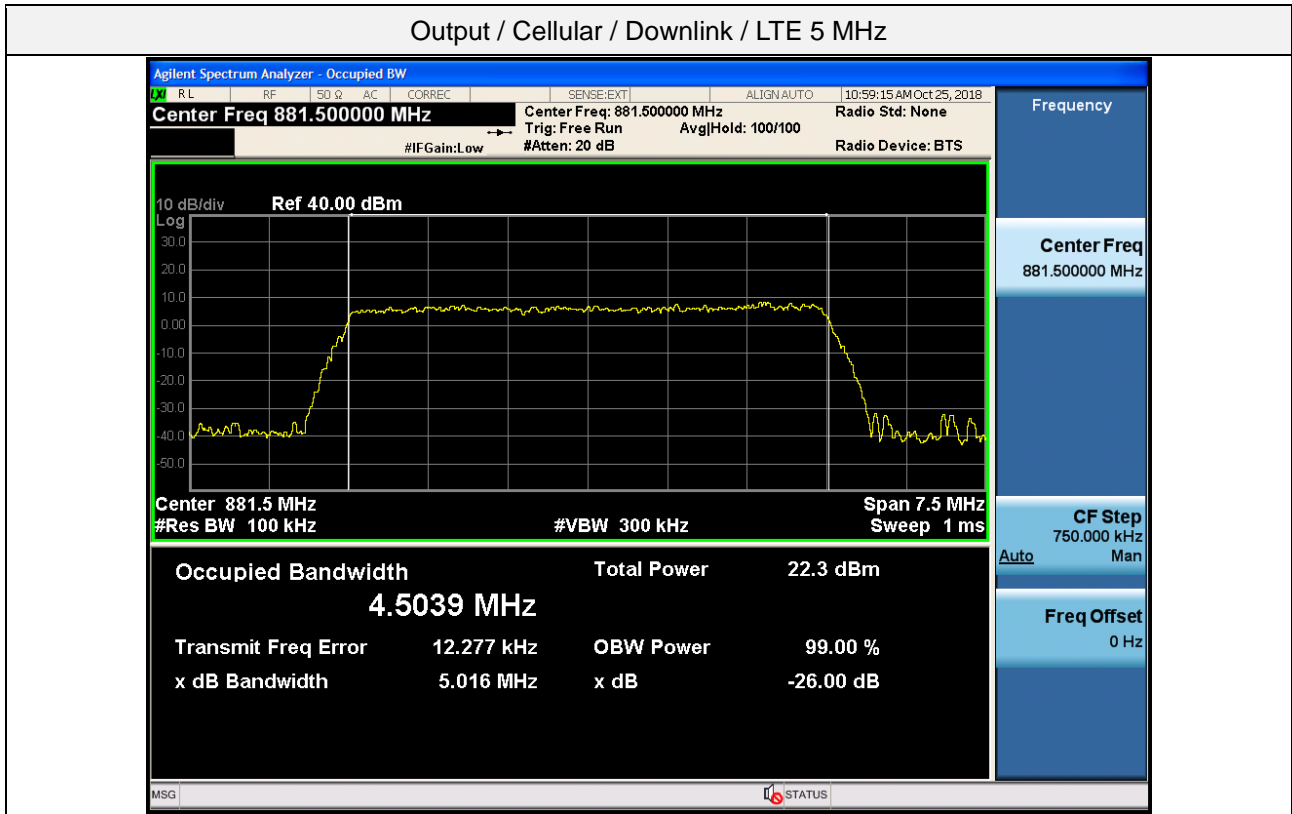 Output / Cellular / Downlink / LTE 5 MHz
Agilent Spectrum Analyzer - Occupied BW
LXI RL RF 50 Ω AC CORREC SENSE:EXT ALIGN AUTO 10:59:15 AM Oct 25, 2018
Center Freq 881.500000 MHz
Center Freq: 881.500000 MHz
Radio Std: None
Trig: Free Run Avg|Hold: 100/100
#IFGain:Low
#Atten: 20 dB
Radio Device: BTS
Frequency
10 dB/div Ref 40.00 dBm
Log
30.0
20.0
10.0
0.00
-10.0
-20.0
-30.0
-40.0
-50.0
Center 881.5 MHz Span 7.5 MHz
#Res BW 100 kHz #VBW 300 kHz Sweep 1 ms
Occupied Bandwidth Total Power 22.3 dBm
4.5039 MHz
Transmit Freq Error 12.277 kHz OBW Power 99.00 %
x dB Bandwidth 5.016 MHz x dB -26.00 dB
Center Freq
881.500000 MHz
CF Step
750.000 kHz
Auto Man
Freq Offset
0 Hz
MSG STATUS